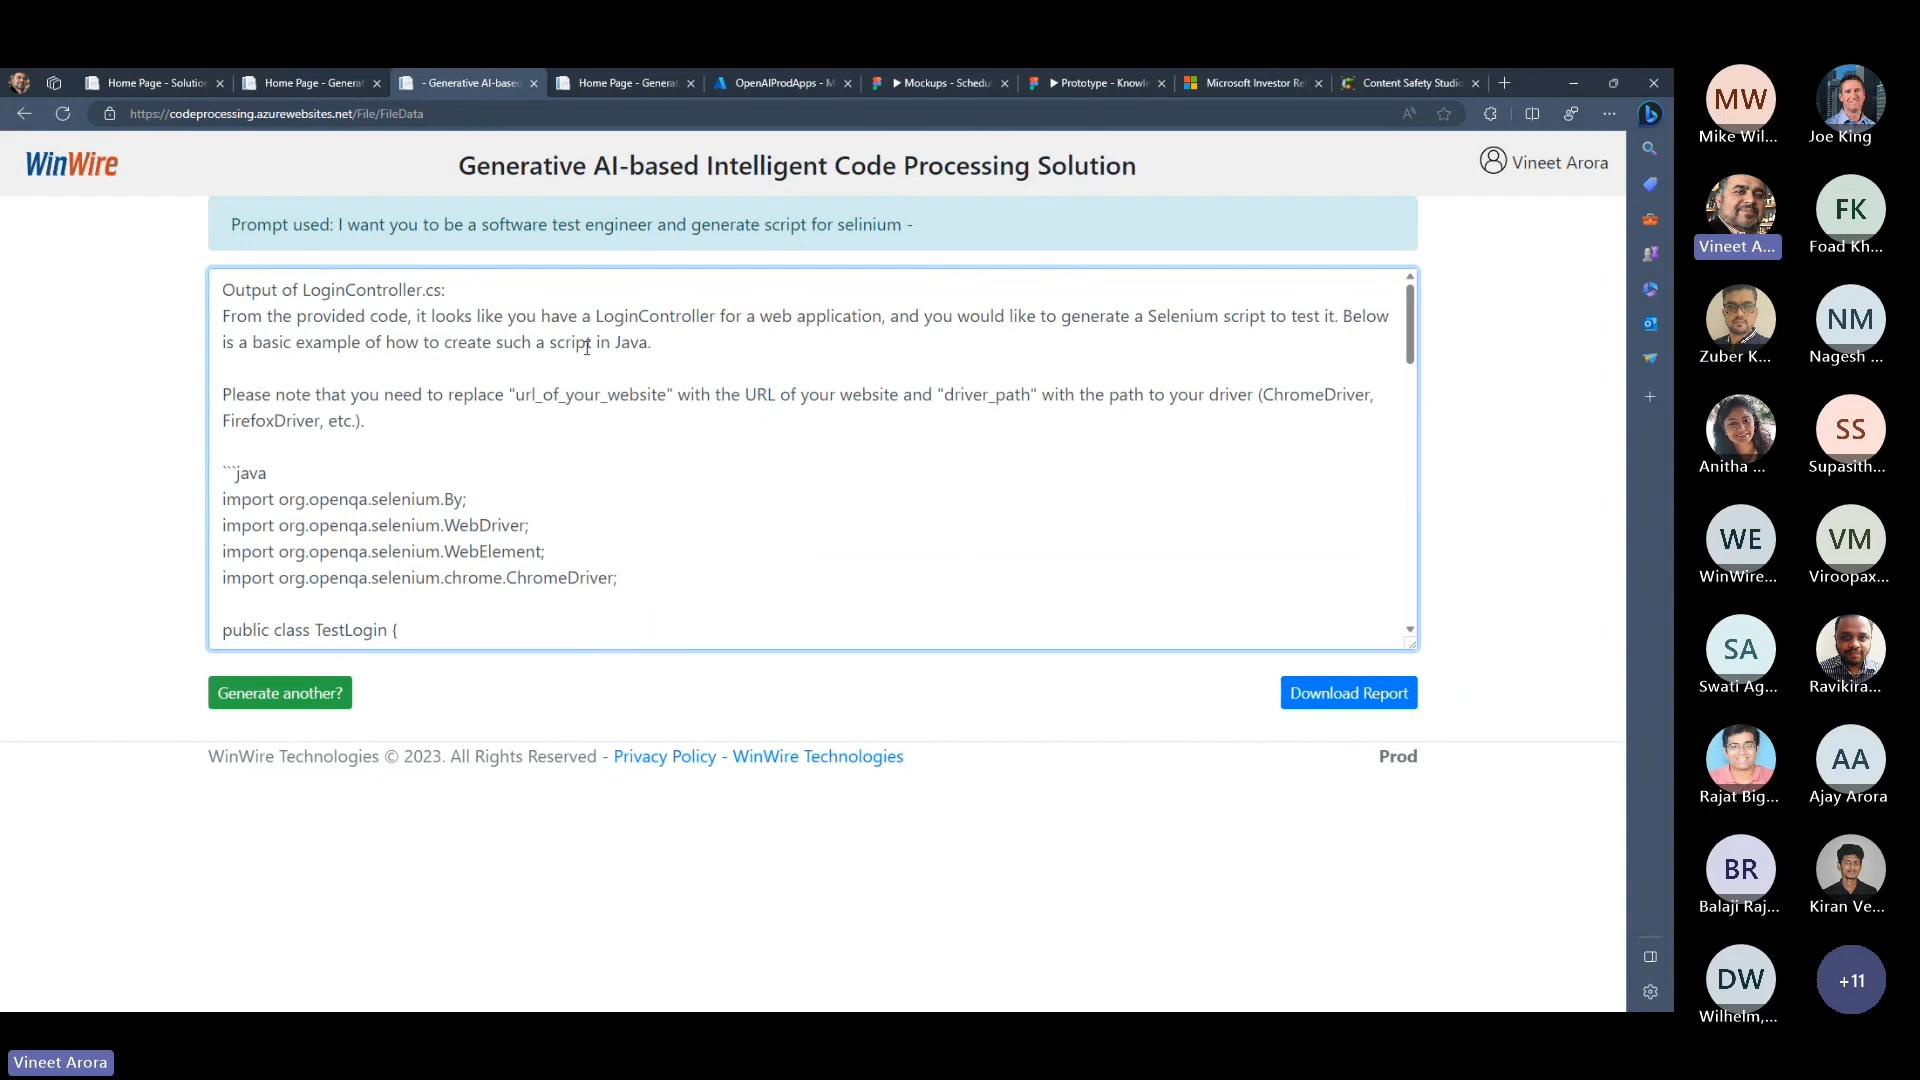 Home Page - Solution
Home Page - Generat
- Generative AI-based
Home Page - Generat
OpenAIProdApps - M
Mockups - Schedu
Prototype - Knowle
Microsoft Investor Rel
Content Safety Studio
https://codeprocessing.azurewebsites.net/File/FileData
WinWire
Generative AI-based Intelligent Code Processing Solution
Vineet Arora
Prompt used: I want you to be a software test engineer and generate script for selinium -
Output of LoginController.cs:
From the provided code, it looks like you have a LoginController for a web application, and you would like to generate a Selenium script to test it. Below
is a basic example of how to create such a script in Java.
Please note that you need to replace "url_of_your_website" with the URL of your website and "driver_path" with the path to your driver (ChromeDriver,
FirefoxDriver, etc.).
```java
import org.openqa.selenium.By;
import org.openqa.selenium.WebDriver;
import org.openqa.selenium.WebElement;
import org.openqa.selenium.chrome.ChromeDriver;
public class TestLogin {
Generate another?
Download Report
WinWire Technologies © 2023. All Rights Reserved - Privacy Policy - WinWire Technologies
Prod
MW
Mike Wil...
Joe King
Vineet A...
FK
Foad Kh...
Zuber K...
NM
Nagesh ...
Anitha ...
SS
Supasith...
WE
WinWire...
VM
Viroopax...
SA
Swati Ag...
Ravikira...
Rajat Big...
AA
Ajay Arora
BR
Balaji Raj...
Kiran Ve...
DW
Wilhelm,...
+11
Vineet Arora